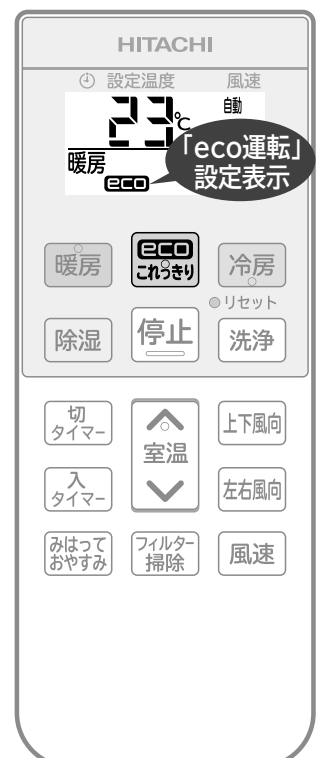 HITACHI
設定温度 風速
23℃ 自動
暖房
eco
「eco運転」
設定表示
暖房
eco
これっきり
冷房
リセット
除湿
停止
洗浄
切
タイマー
室温
上下風向
入
タイマー
左右風向
みはって
おやすみ
フィルター
掃除
風速